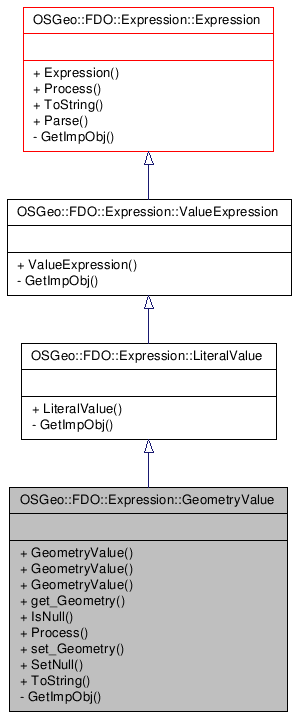 OSGeo::FDO::Expression::Expression
+ Expression()
+ Process()
+ ToString()
+ Parse()
- GetImpObj()
OSGeo::FDO::Expression::ValueExpression
+ ValueExpression()
- GetImpObj()
OSGeo::FDO::Expression::LiteralValue
+ LiteralValue()
- GetImpObj()
OSGeo::FDO::Expression::GeometryValue
+ GeometryValue()
+ GeometryValue()
+ GeometryValue()
+ get_Geometry()
+ IsNull()
+ Process()
+ set_Geometry()
+ SetNull()
+ ToString()
- GetImpObj()